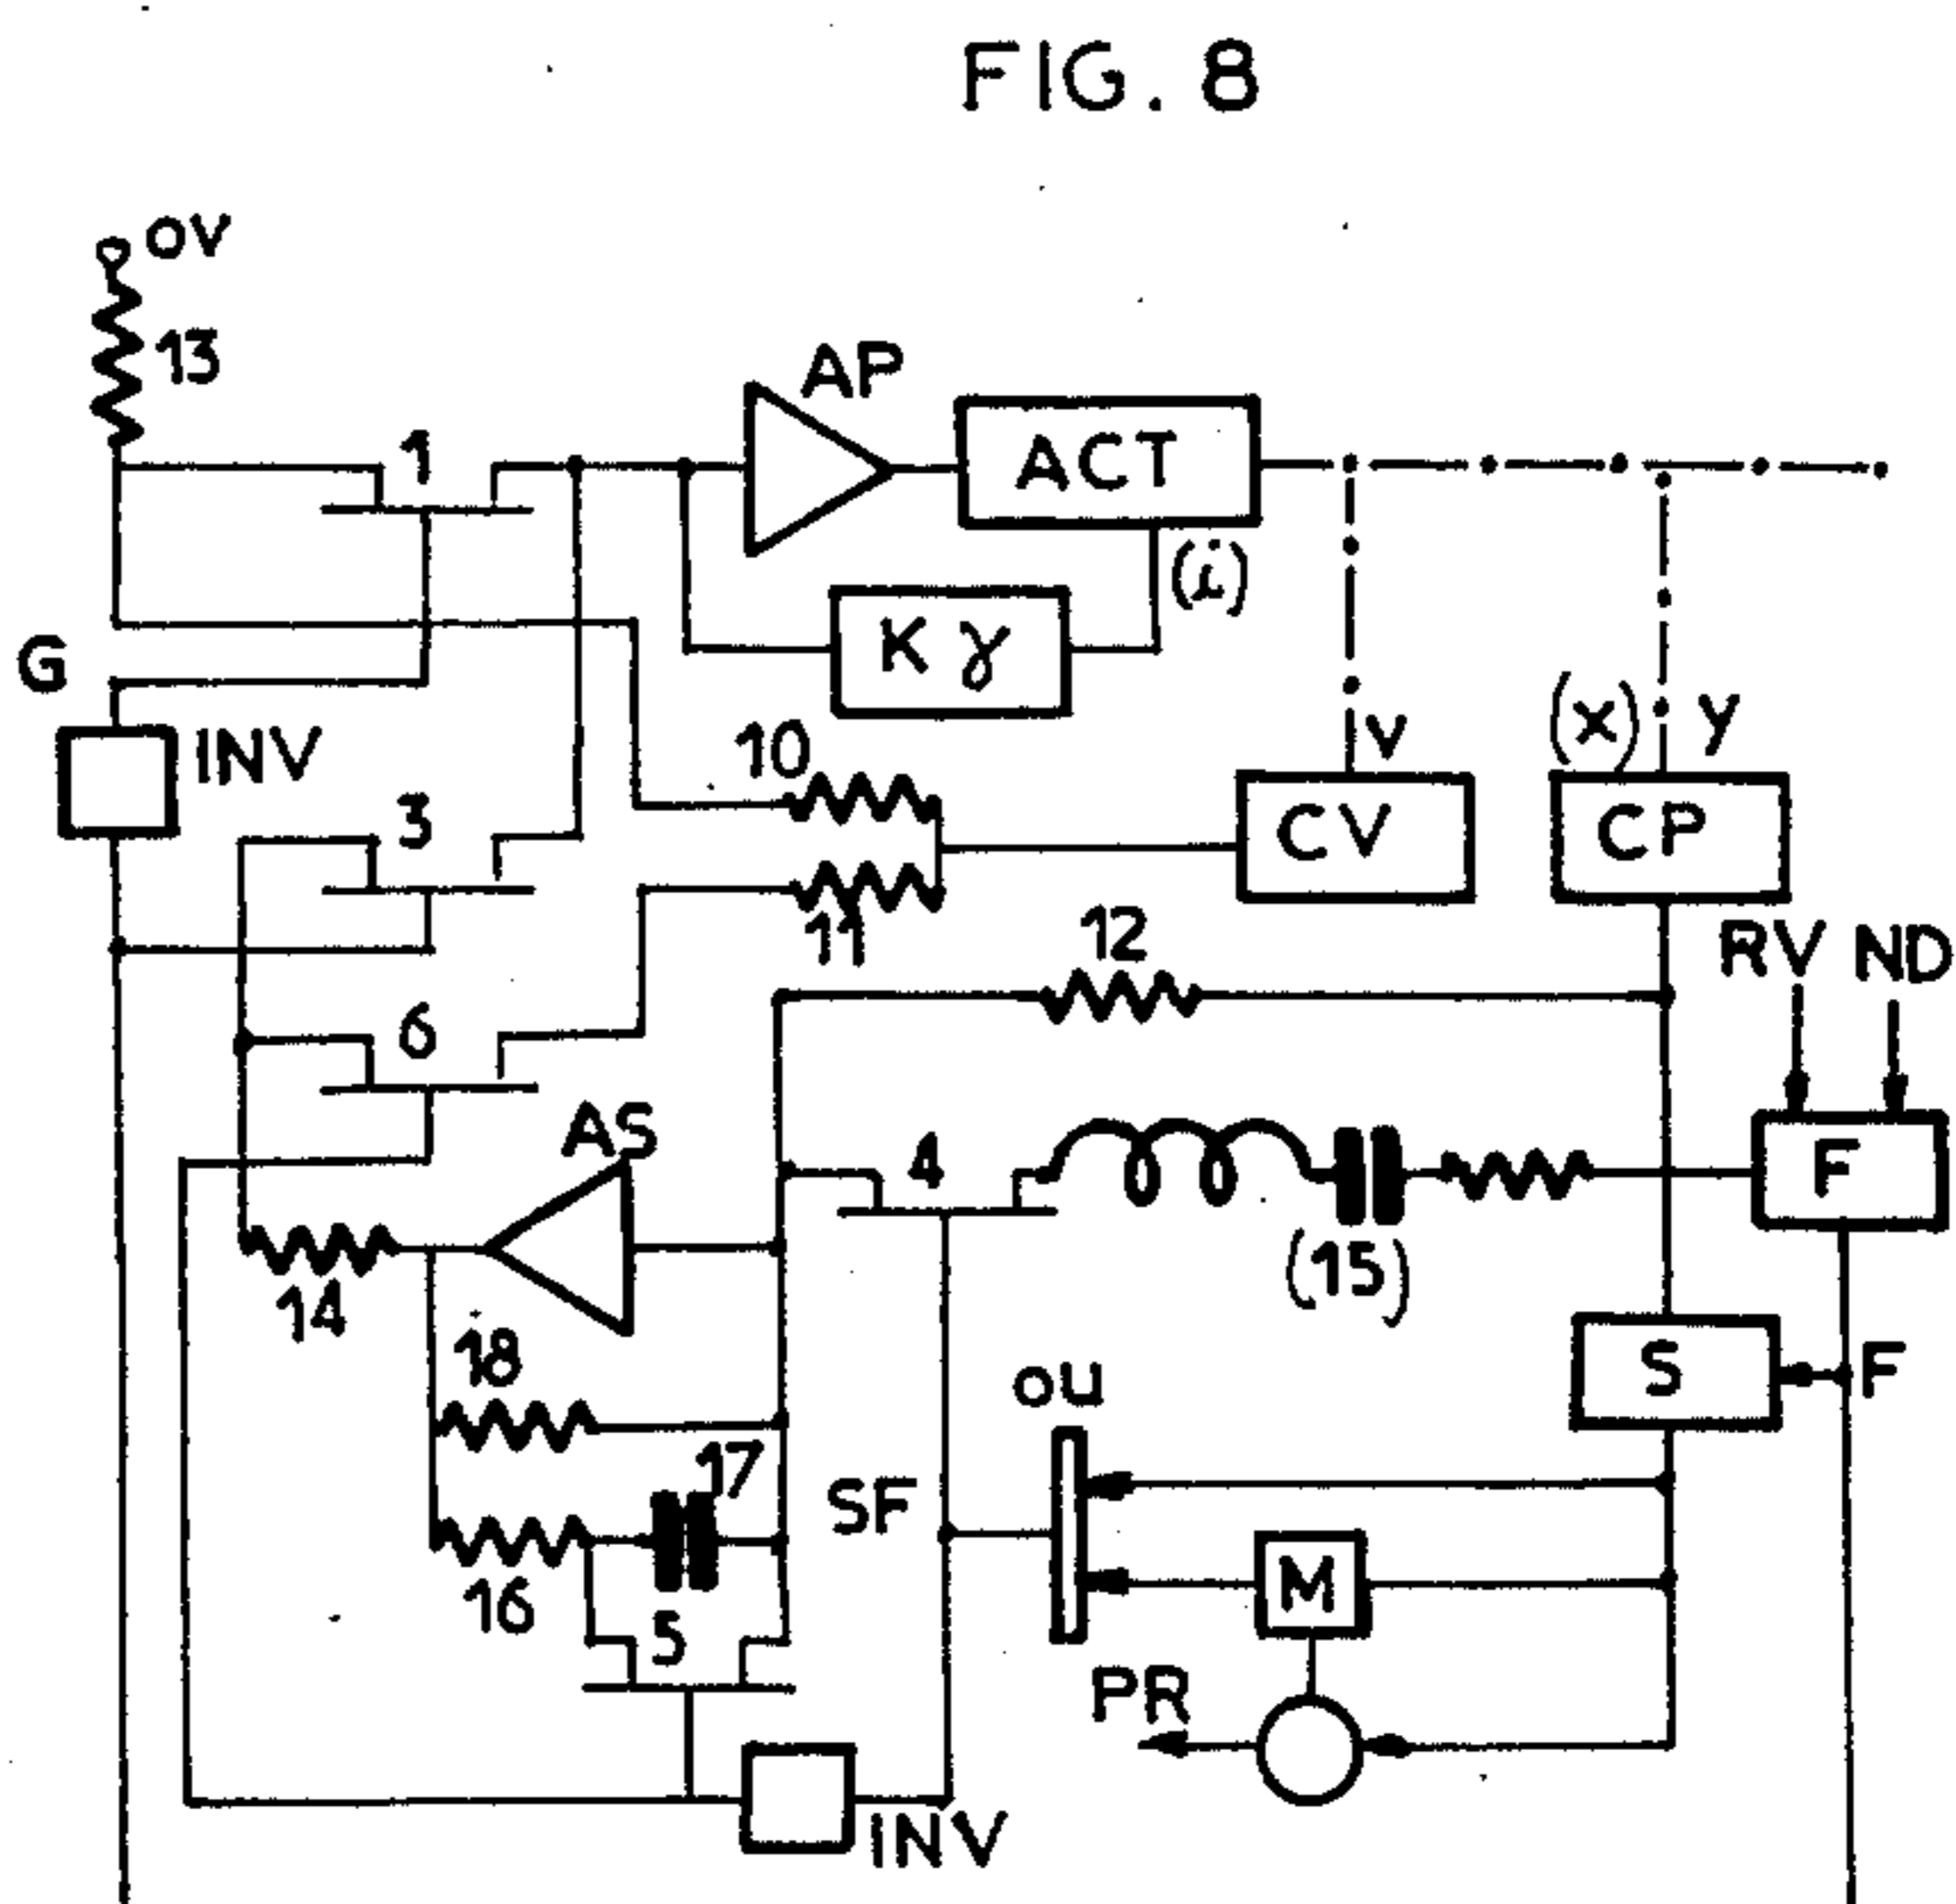 FIG. 8
OV
13
1
AP
ACT
(i)
Kγ
G
INV
10
V
(x) y
3
CV
CP
11
12
RV ND
6
AS
4
F
14
(15)
18
S
F
OU
17
SF
16
M
5
PR
INV